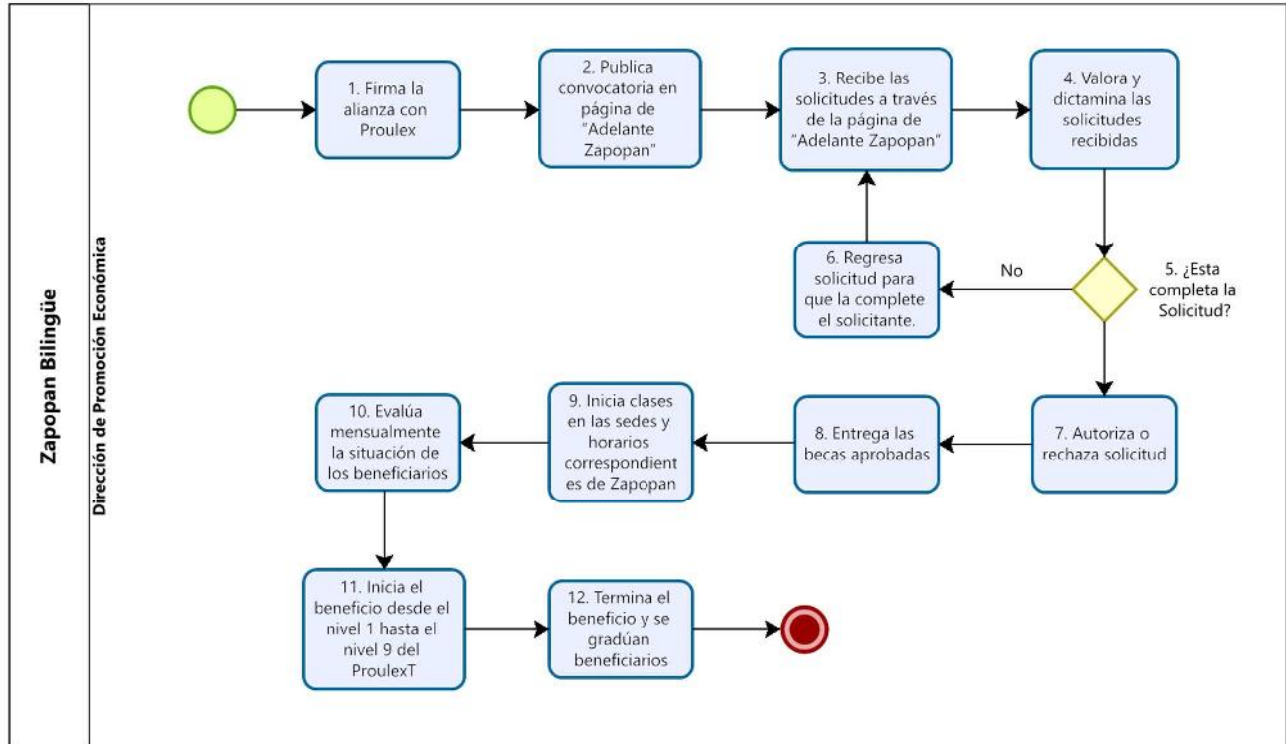 Zapopan Bilingüe
Dirección de Promoción Económica
1. Firma la
alianza con
Proulex
2. Publica
convocatoria en
página de
"Adelante
Zapopan"
3. Recibe las
solicitudes a través
de la página de
"Adelante Zapopan"
4. Valora y
dictamina las
solicitudes
recibidas
5. ¿Esta
completa la
Solicitud?
No
6. Regresa
solicitud para
que la complete
el solicitante.
7. Autoriza o
rechaza solicitud
8. Entrega las
becas aprobadas
9. Inicia clases
en las sedes y
horarios
correspondient
es de Zapopan
10. Evalúa
mensualmente
la situación de
los beneficiarios
11. Inicia el
beneficio desde el
nivel 1 hasta el
nivel 9 del
ProulexT
12. Termina el
beneficio y se
gradúan
beneficiarios